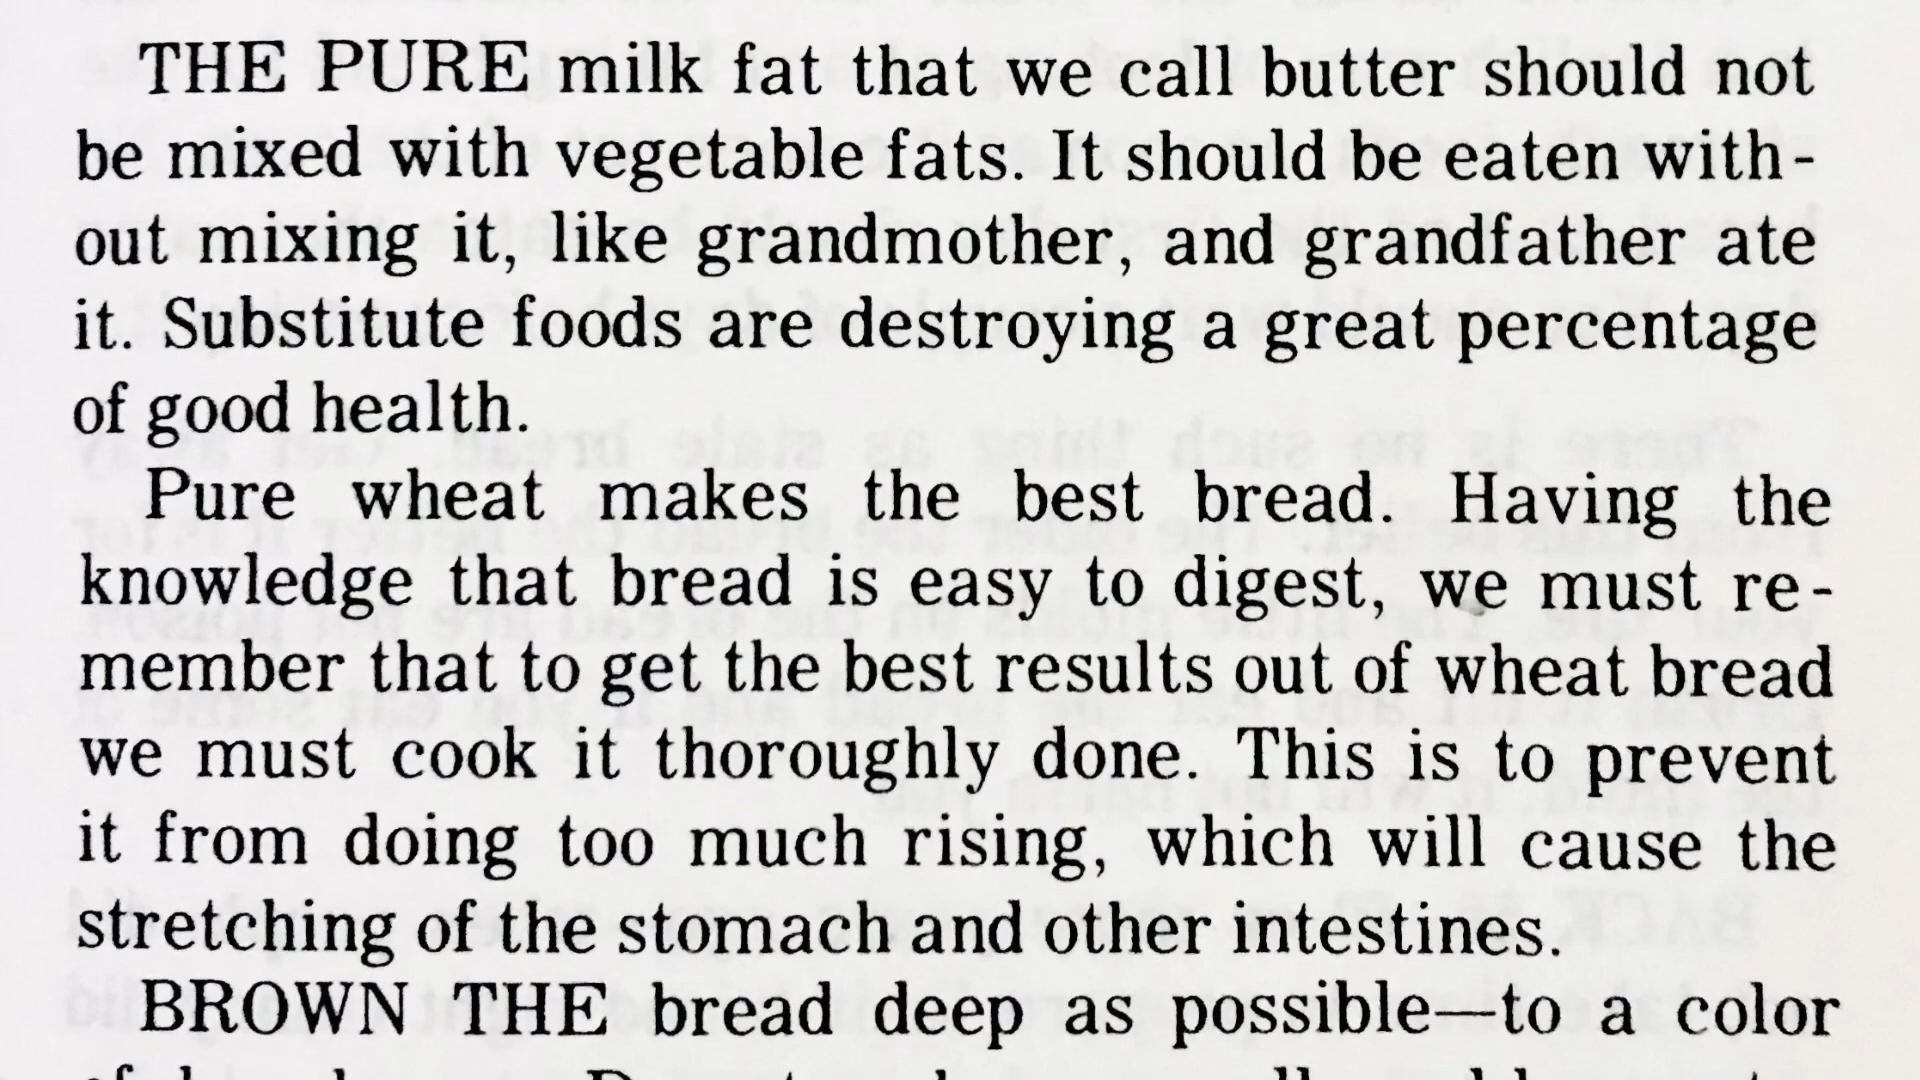 THE PURE milk fat that we call butter should not
be mixed with vegetable fats. It should be eaten with-
out mixing it, like grandmother, and grandfather ate
it. Substitute foods are destroying a great percentage
of good health.
Pure wheat makes the best bread. Having the
knowledge that bread is easy to digest, we must re-
member that to get the best results out of wheat bread
we must cook it thoroughly done. This is to prevent
it from doing too much rising, which will cause the
stretching of the stomach and other intestines.
BROWN THE bread deep as possible—to a color